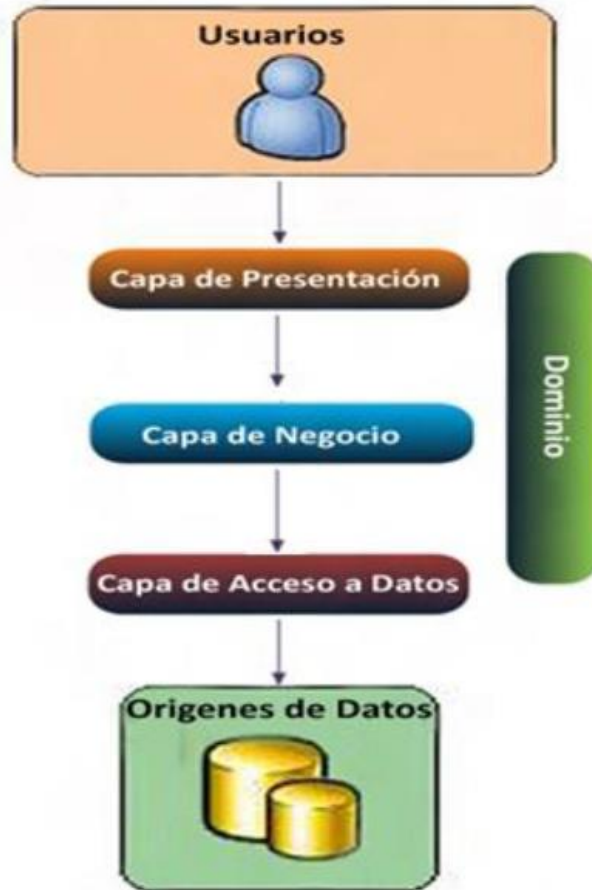 Usuarios
Capa de Presentación
Dominio
Capa de Negocio
Capa de Acceso a Datos
Origenes de Datos